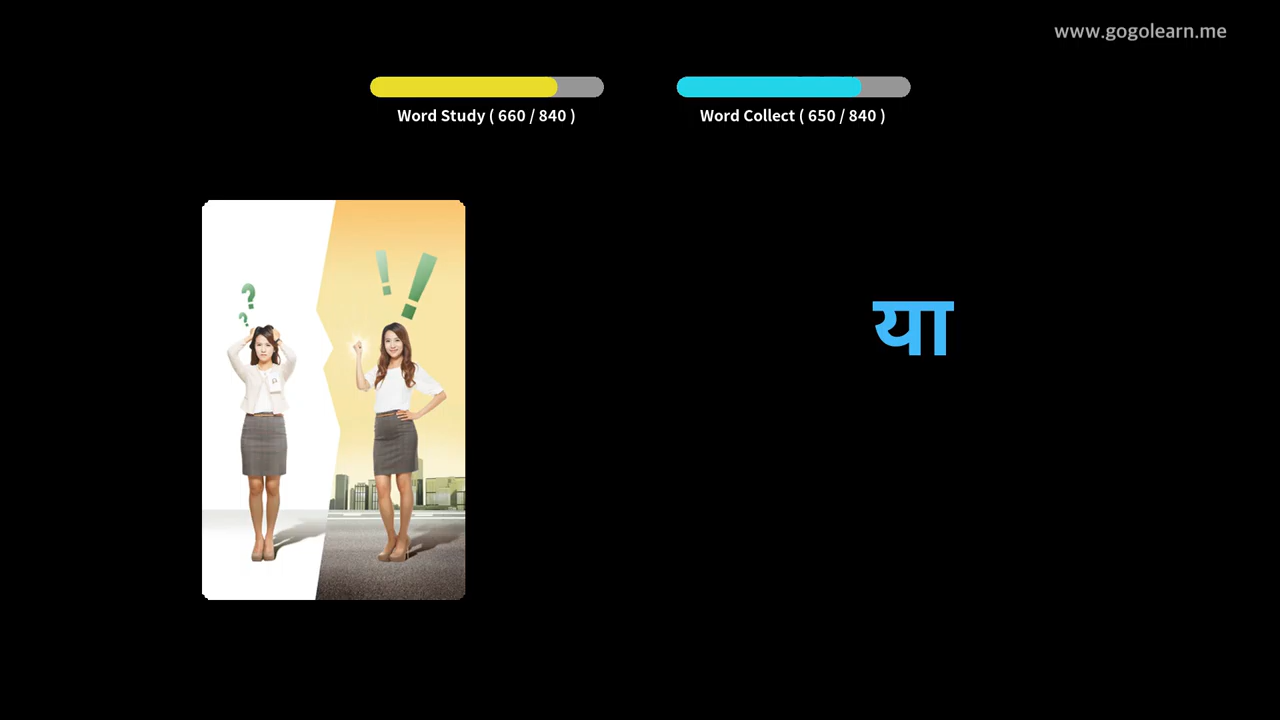 www.gogolearn.me
Word Study ( 660 / 840 )
Word Collect ( 650 / 840 )
? ! !
?
या